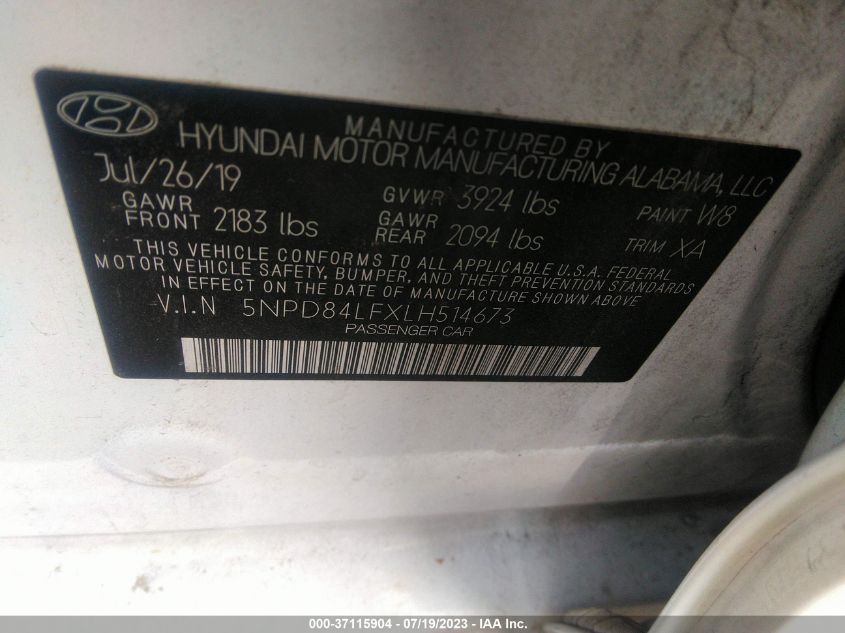 MANUFACTURED BY
HYUNDAI MOTOR MANUFACTURING ALABAMA, LLC
Jul/26/19 GVWR 3924 lbs PAINT W8
GAWR FRONT 2183 lbs GAWR REAR 2094 lbs TRIM XA
THIS VEHICLE CONFORMS TO ALL APPLICABLE U.S.A. FEDERAL
MOTOR VEHICLE SAFETY, BUMPER, AND THEFT PREVENTION STANDARDS
IN EFFECT ON THE DATE OF MANUFACTURE SHOWN ABOVE.
V.I.N 5NPD84LFXLH514673
PASSENGER CAR
000-37115904 - 07/19/2023 - IAA Inc.